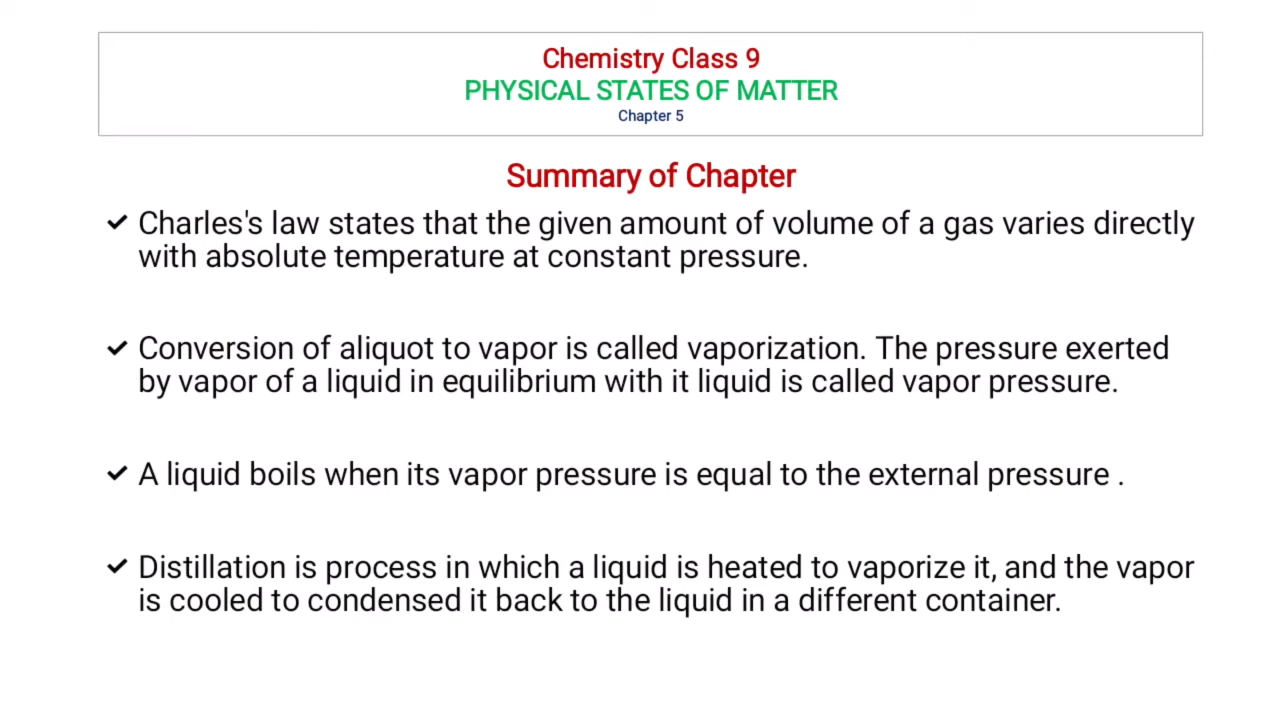 Chemistry Class 9
PHYSICAL STATES OF MATTER
Chapter 5
Summary of Chapter
✓ Charles's law states that the given amount of volume of a gas varies directly
with absolute temperature at constant pressure.
✓ Conversion of aliquot to vapor is called vaporization. The pressure exerted
by vapor of a liquid in equilibrium with it liquid is called vapor pressure.
✓ A liquid boils when its vapor pressure is equal to the external pressure .
✓ Distillation is process in which a liquid is heated to vaporize it, and the vapor
is cooled to condensed it back to the liquid in a different container.